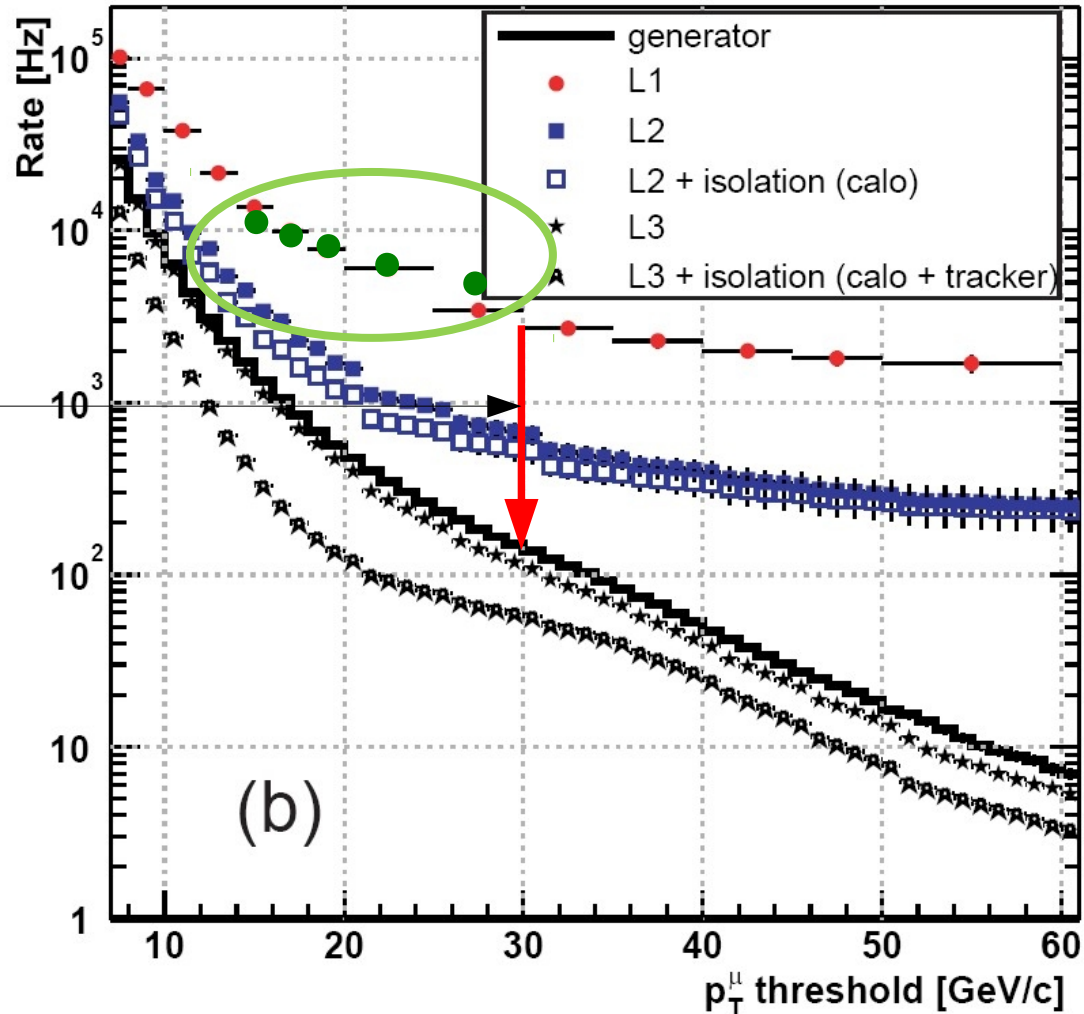 Rate [Hz]
10^5
10^4
10^3
10^2
10
1
generator
L1
L2
L2 + isolation (calo)
L3
L3 + isolation (calo + tracker)
(b)
10 20 30 40 50 60
p_T^μ threshold [GeV/c]